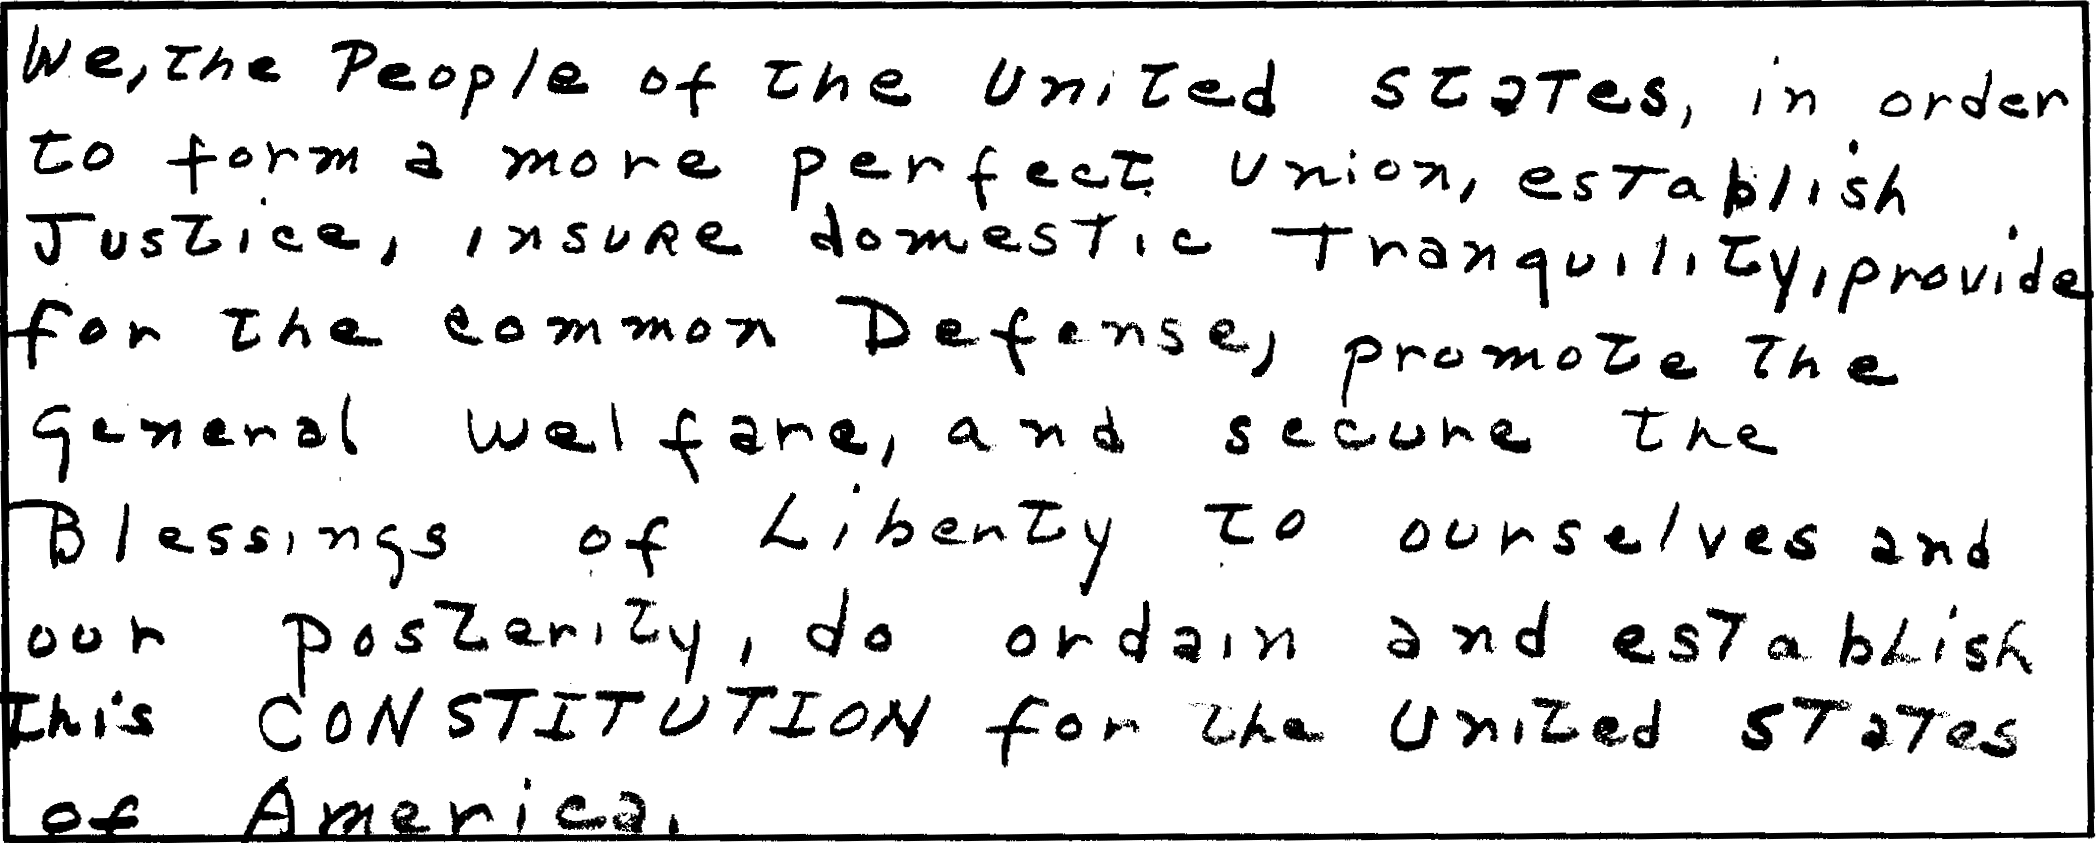 We, the People of the United States, in order
to form a more perfect Union, establish
Justice, insure domestic Tranquility, provide
for the common Defense, promote the
general welfare, and secure the
Blessings of Liberty to ourselves and
our posterity, do ordain and establish
this CONSTITUTION for the United States
of America.